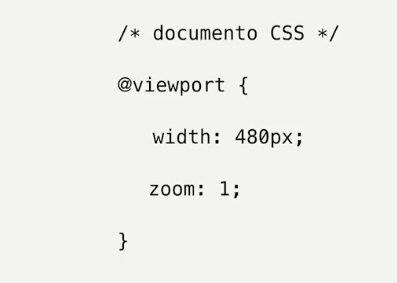 /* documento CSS */
@viewport {
width: 480px;
zoom: 1;
}